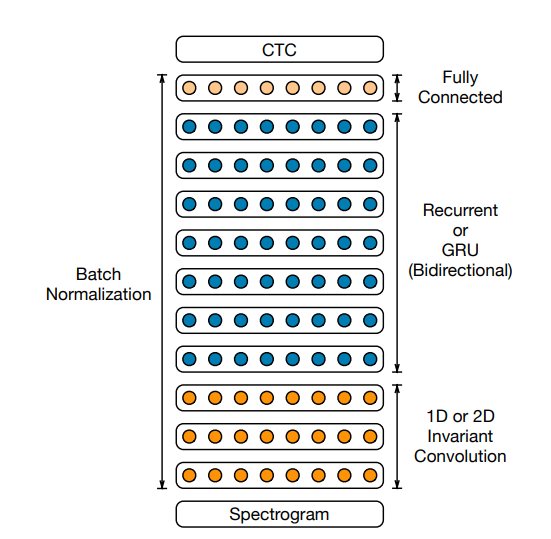 CTC
Fully
Connected
Recurrent
or
GRU
(Bidirectional)
Batch
Normalization
1D or 2D
Invariant
Convolution
Spectrogram